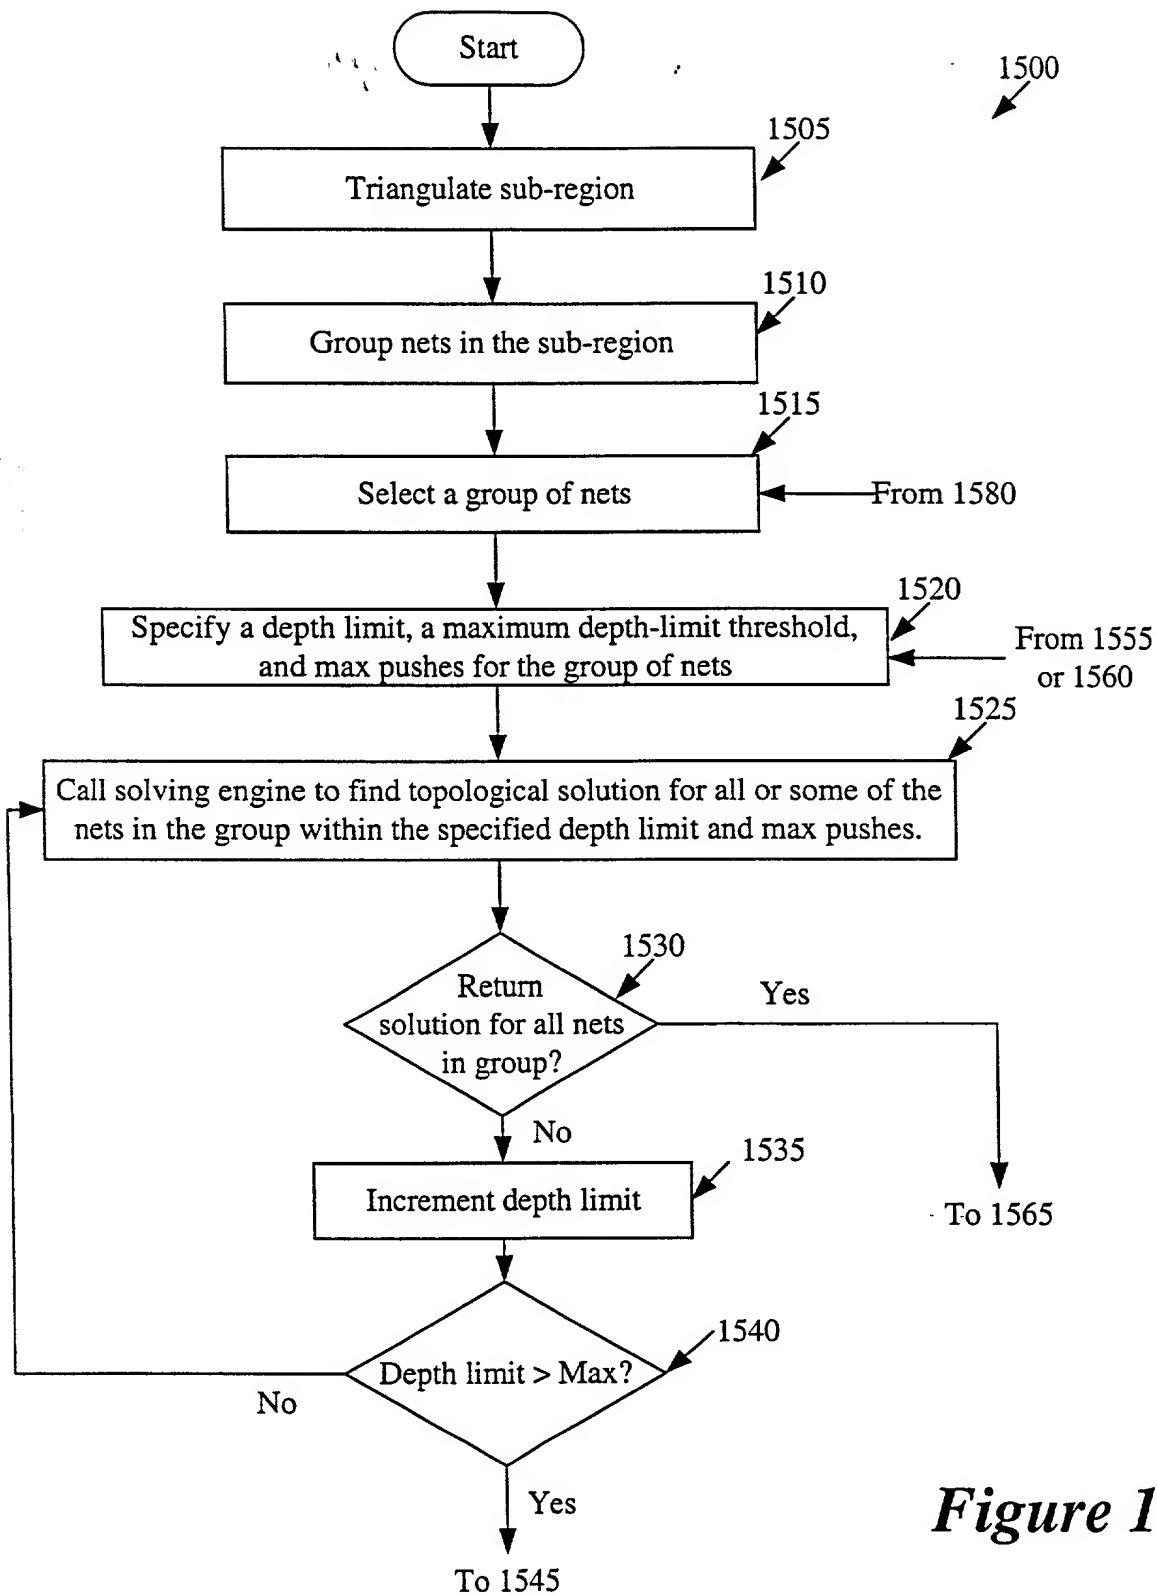 Start
1500
1505
Triangulate sub-region
1510
Group nets in the sub-region
1515
Select a group of nets
From 1580
1520
Specify a depth limit, a maximum depth-limit threshold,
and max pushes for the group of nets
From 1555
or 1560
1525
Call solving engine to find topological solution for all or some of the
nets in the group within the specified depth limit and max pushes.
1530
Return
solution for all nets
in group?
Yes
No
1535
Increment depth limit
To 1565
1540
Depth limit > Max?
No
Yes
To 1545
Figure 1